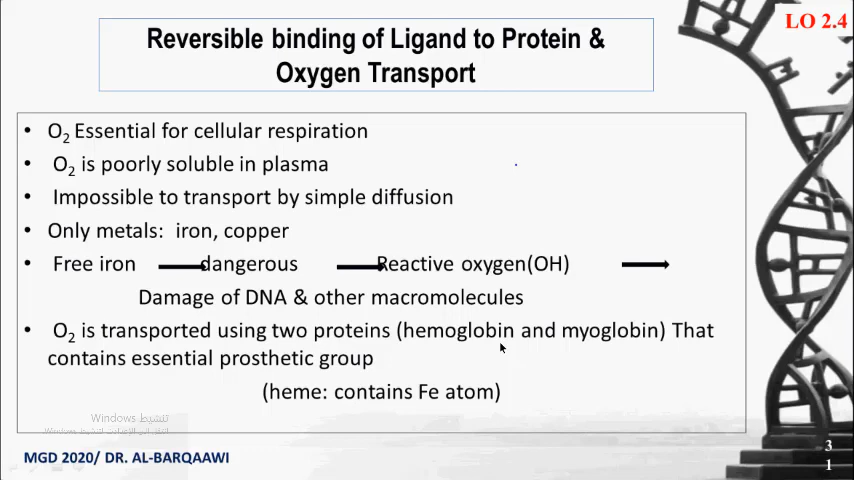 LO 2.4
Reversible binding of Ligand to Protein &
Oxygen Transport
• O2 Essential for cellular respiration
• O2 is poorly soluble in plasma
• Impossible to transport by simple diffusion
• Only metals: iron, copper
• Free iron dangerous Reactive oxygen(OH)
Damage of DNA & other macromolecules
• O2 is transported using two proteins (hemoglobin and myoglobin) That
contains essential prosthetic group
(heme: contains Fe atom)
تنشيط Windows
MGD 2020/ DR. AL-BARQAAWI
3
1